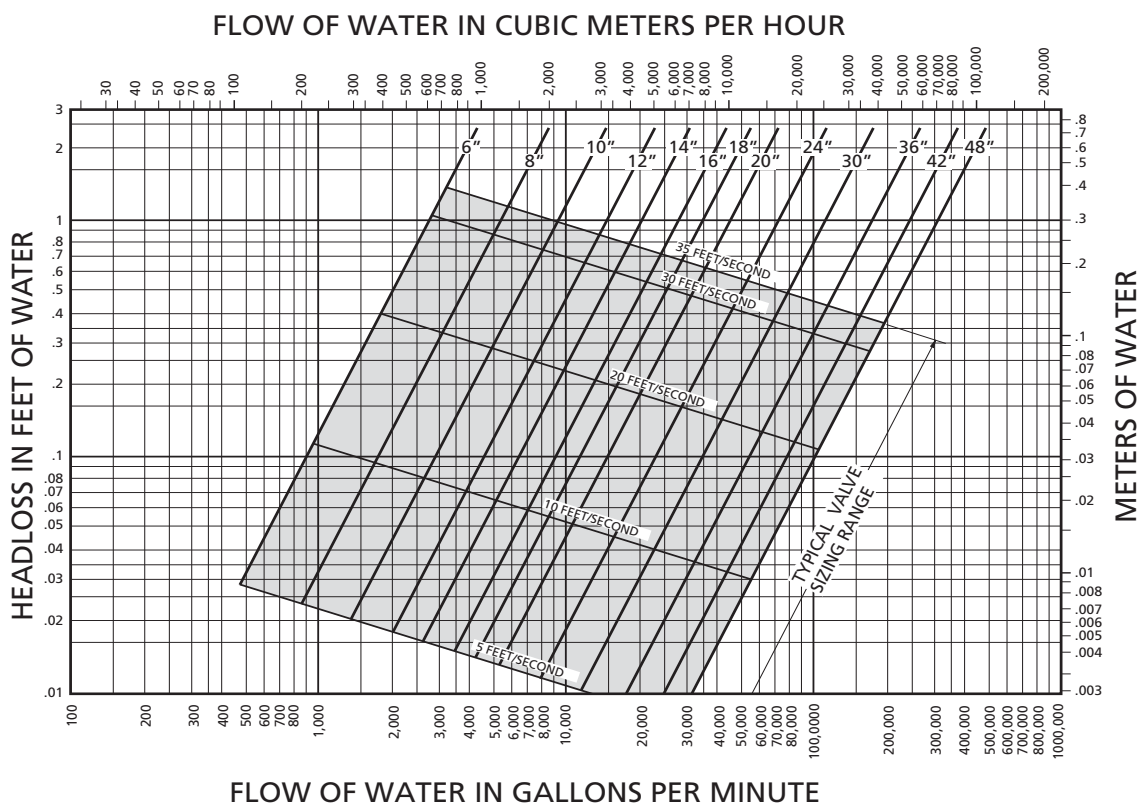 FLOW OF WATER IN CUBIC METERS PER HOUR
30 40 50 60 70 80 100 200 300 400 500 600 700 800 1,000 2,000 3,000 4,000 5,000 6,000 7,000 8,000 10,000 20,000 30,000 40,000 50,000 60,000 70,000 80,000 100,000 200,000
3
2
1
.8
.7
.6
.5
.4
.3
.2
.1
.08
.07
.06
.05
.04
.03
.02
.01
HEADLOSS IN FEET OF WATER
6” 8” 10” 12” 14” 16” 18” 20” 24” 30” 36” 42” 48”
35 FEET/SECOND
30 FEET/SECOND
20 FEET/SECOND
10 FEET/SECOND
5 FEET/SECOND
TYPICAL VALVE
SIZING RANGE
.8
.7
.6
.5
.4
.3
.2
.1
.08
.07
.06
.05
.04
.03
.02
.01
.008
.007
.006
.005
.004
.003
METERS OF WATER
100 200 300 400 500 600 700 800 1,000 2,000 3,000 4,000 5,000 6,000 7,000 8,000 10,000 20,000 30,000 40,000 50,000 60,000 70,000 80,000 100,0000 200,000 300,000 400,000 500,000 600,000 700,000 800,000 1000,000
FLOW OF WATER IN GALLONS PER MINUTE